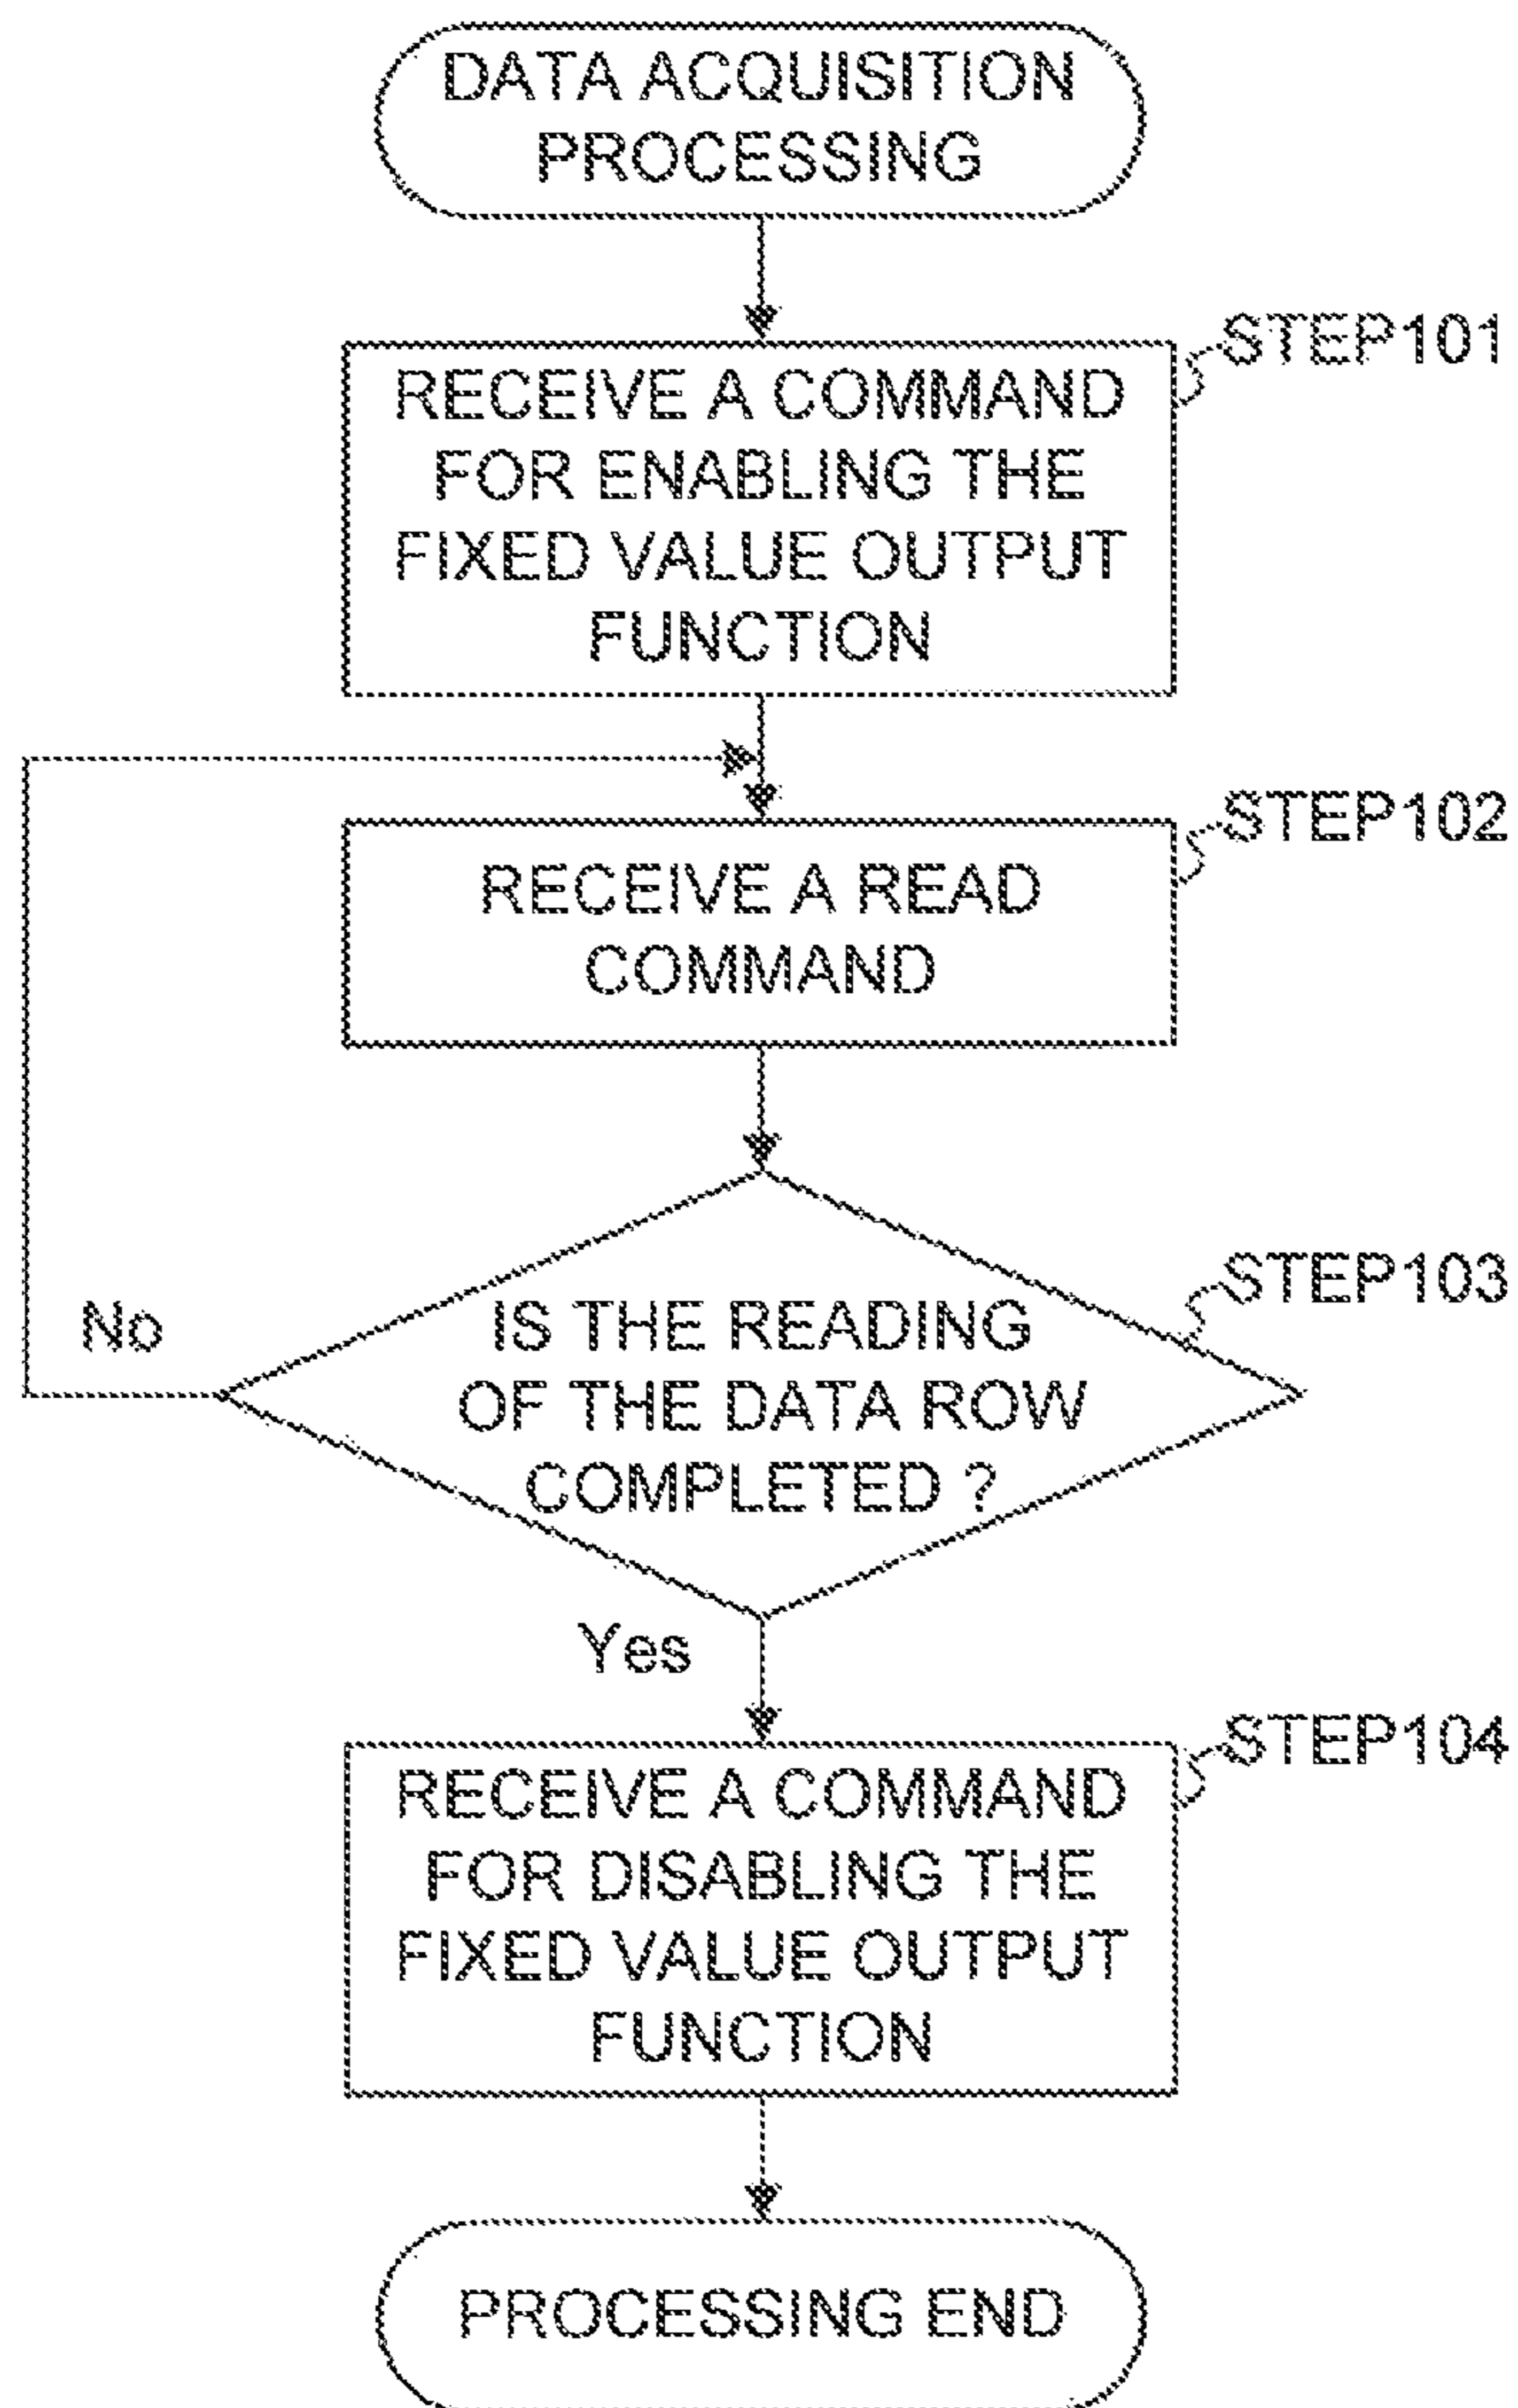 DATA ACQUISITION
PROCESSING
STEP101
RECEIVE A COMMAND
FOR ENABLING THE
FIXED VALUE OUTPUT
FUNCTION
STEP102
RECEIVE A READ
COMMAND
STEP103
No
IS THE READING
OF THE DATA ROW
COMPLETED ?
Yes
STEP104
RECEIVE A COMMAND
FOR DISABLING THE
FIXED VALUE OUTPUT
FUNCTION
PROCESSING END